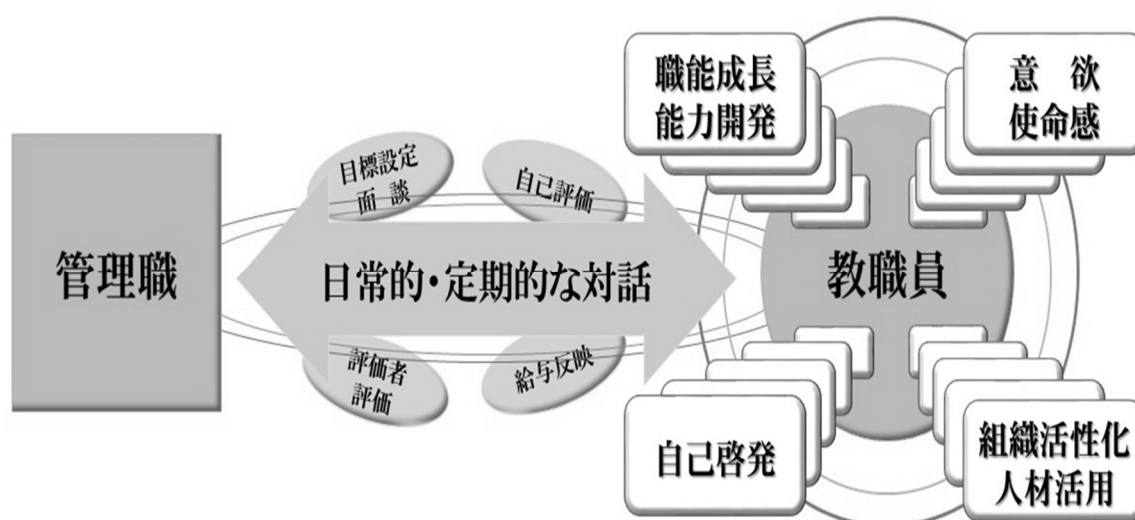 職能成長
能力開発
意　欲
使命感
目標設定
面　談
自己評価
管理職
日常的・定期的な対話
教職員
評価者
評価
給与反映
自己啓発
組織活性化
人材活用